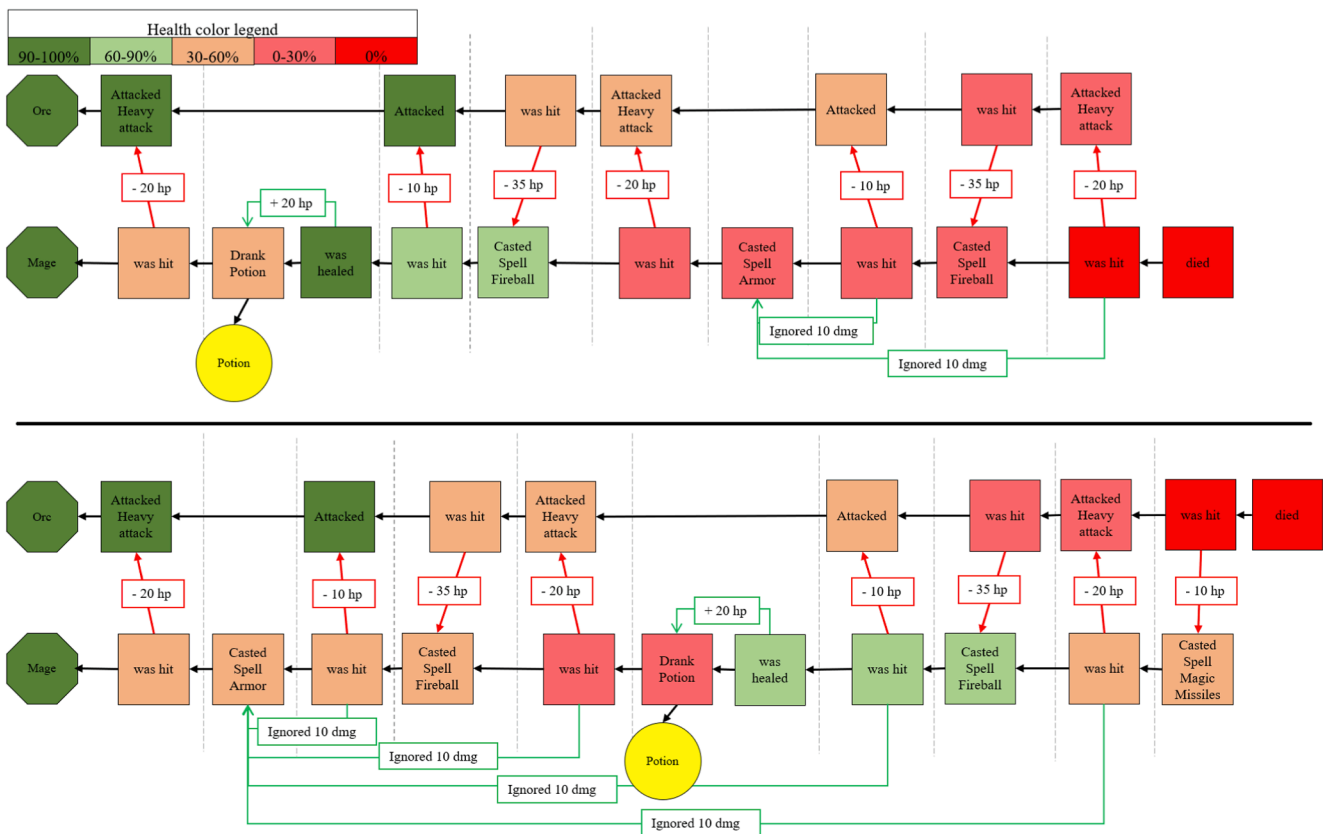 Health color legend
90-100%
60-90%
30-60%
0-30%
0%
Orc
Attacked
Heavy
attack
Attacked
was hit
Attacked
Heavy
attack
Attacked
was hit
Attacked
Heavy
attack
- 20 hp
- 10 hp
- 35 hp
- 20 hp
- 10 hp
- 35 hp
- 20 hp
+ 20 hp
Mage
was hit
Drank
Potion
was
healed
was hit
Casted
Spell
Fireball
was hit
Casted
Spell
Armor
was hit
Casted
Spell
Fireball
was hit
died
Ignored 10 dmg
Ignored 10 dmg
Potion
Orc
Attacked
Heavy
attack
Attacked
was hit
Attacked
Heavy
attack
Attacked
was hit
Attacked
Heavy
attack
was hit
died
- 20 hp
- 10 hp
- 35 hp
- 20 hp
- 10 hp
- 35 hp
- 20 hp
- 10 hp
+ 20 hp
Mage
was hit
Casted
Spell
Armor
was hit
Casted
Spell
Fireball
was hit
Drank
Potion
was
healed
was hit
Casted
Spell
Fireball
was hit
Casted
Spell
Magic
Missiles
Ignored 10 dmg
Ignored 10 dmg
Potion
Ignored 10 dmg
Ignored 10 dmg